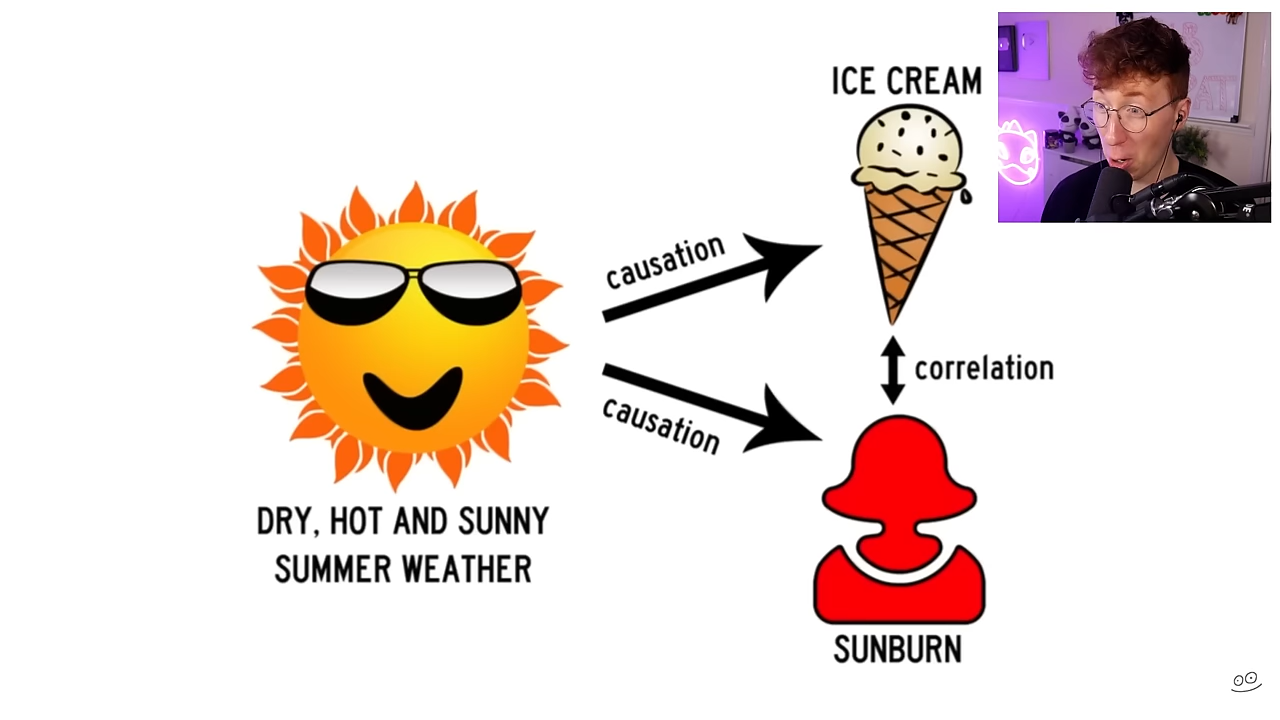 ICE CREAM
causation
correlation
causation
DRY, HOT AND SUNNY
SUMMER WEATHER
SUNBURN